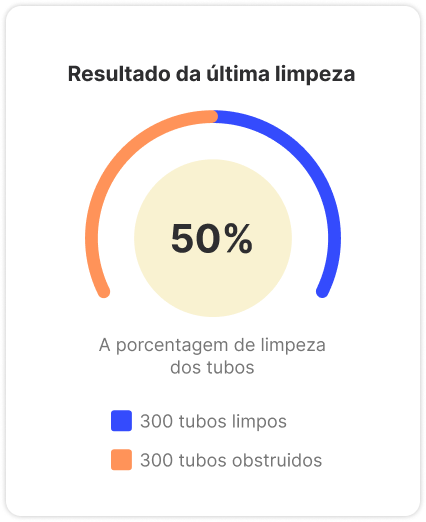 Resultado da última limpeza
50%
A porcentagem de limpeza
dos tubos
300 tubos limpos
300 tubos obstruidos